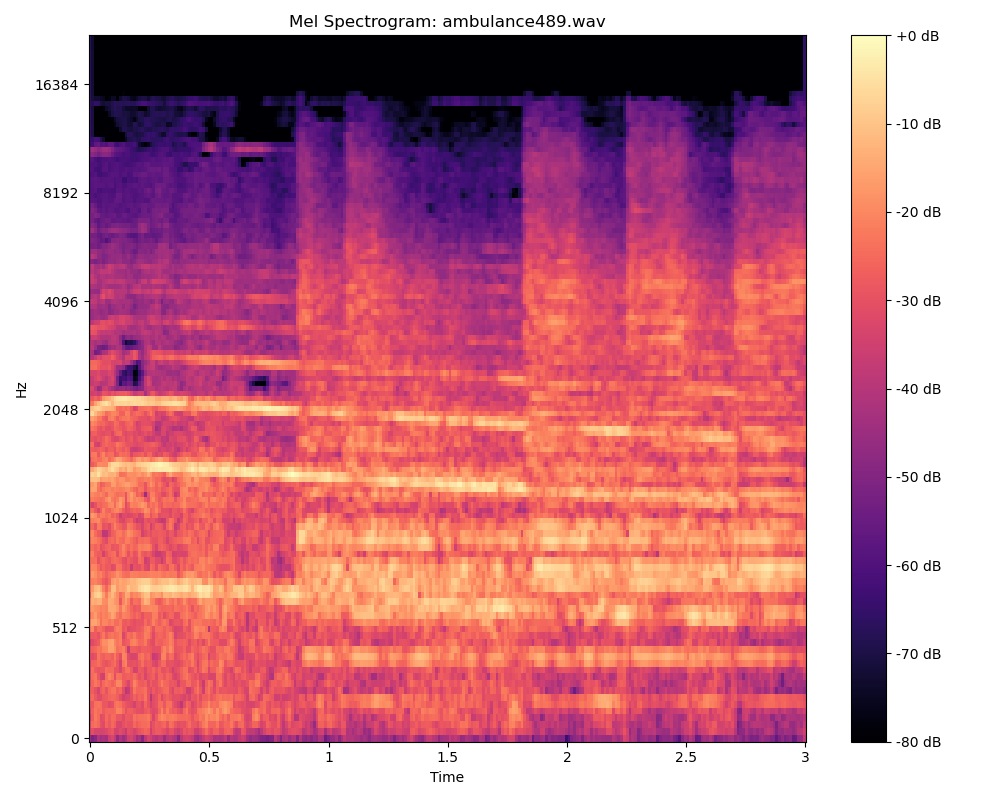 Mel Spectrogram: ambulance489.wav
+0 dB
16384
-10 dB
8192
-20 dB
4096
-30 dB
Hz
2048
-40 dB
-50 dB
1024
-60 dB
512
-70 dB
0
-80 dB
0 0.5 1 1.5 2 2.5 3
Time